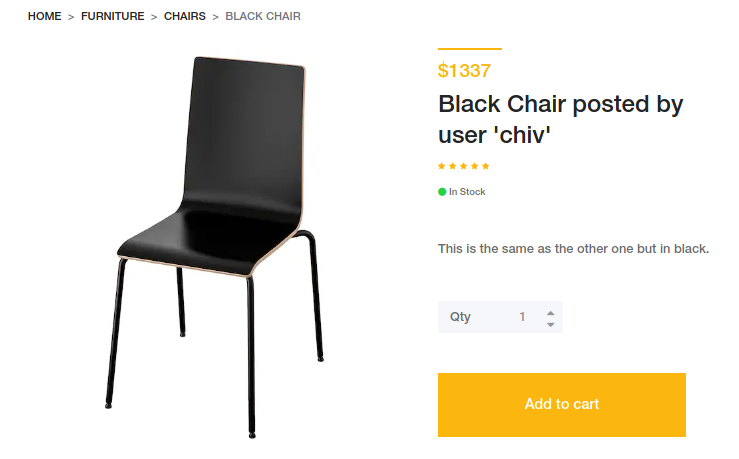 HOME > FURNITURE > CHAIRS > BLACK CHAIR
$1337
Black Chair posted by
user 'chiv'
In Stock
This is the same as the other one but in black.
Qty 1
Add to cart